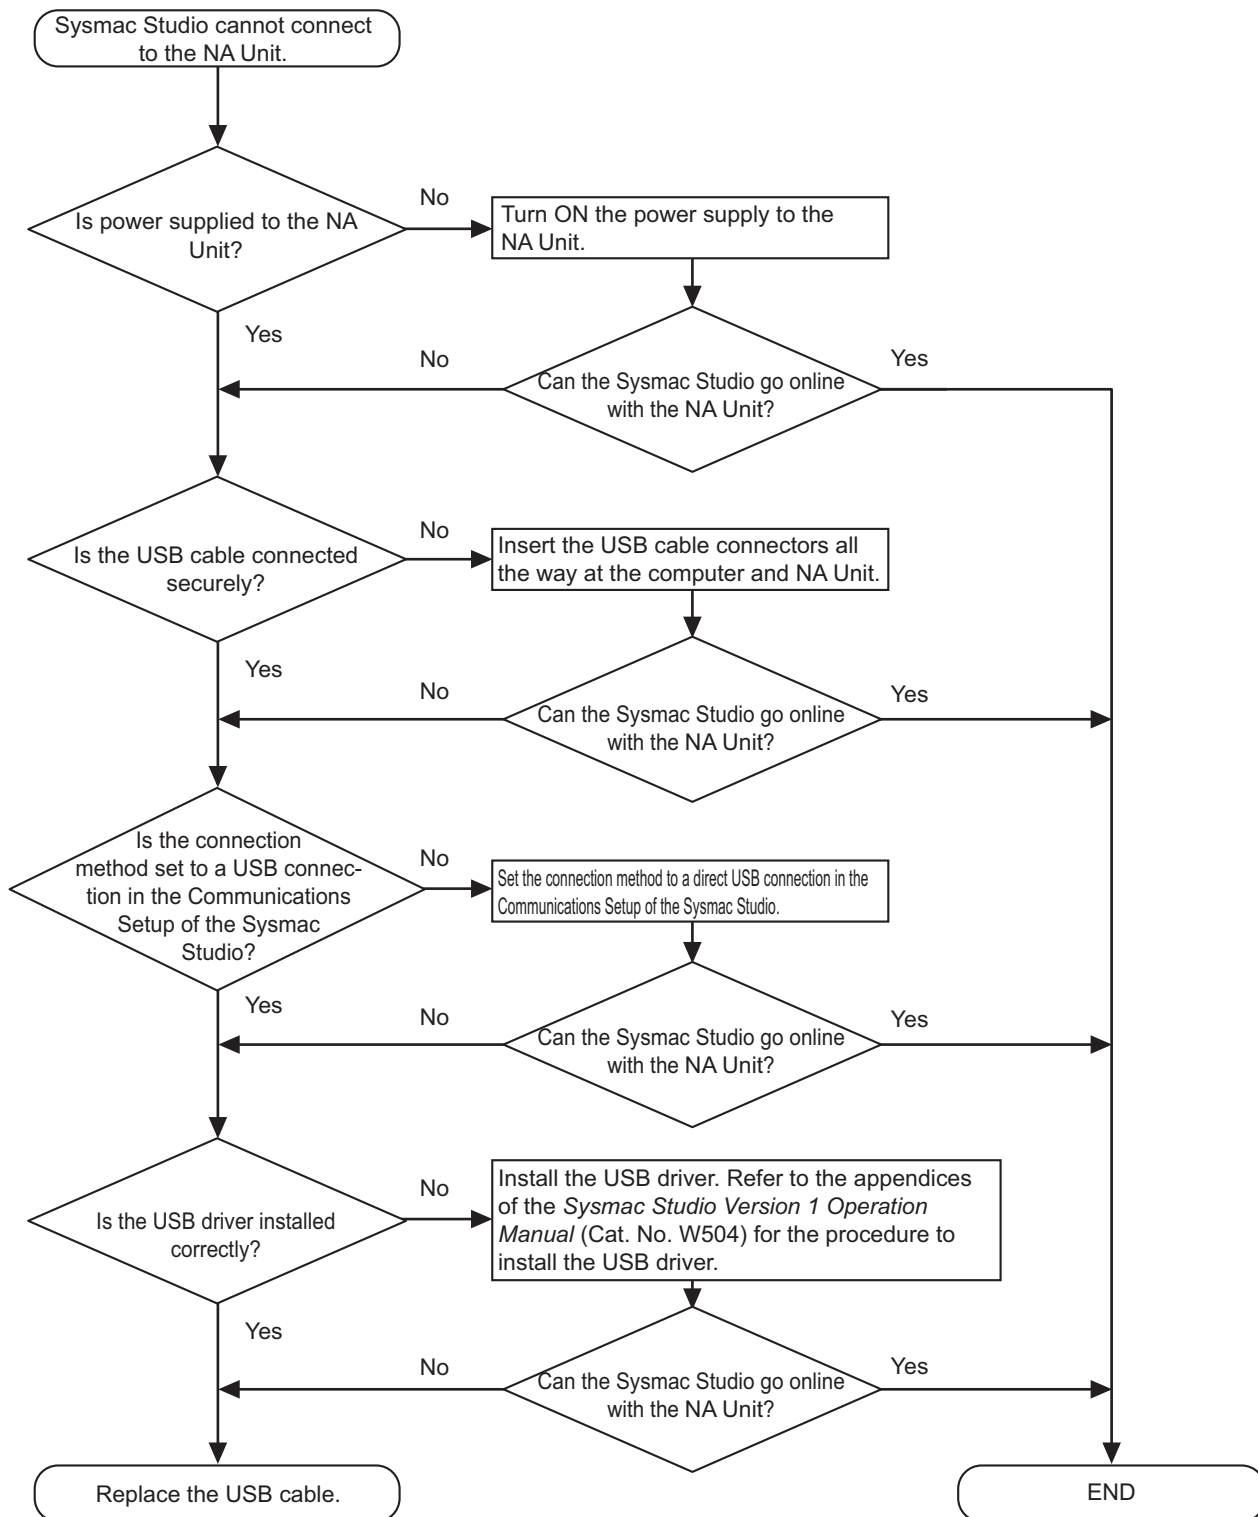 Sysmac Studio cannot connect
to the NA Unit.
Is power supplied to the NA
Unit?
No
Turn ON the power supply to the
NA Unit.
Yes
No
Can the Sysmac Studio go online
with the NA Unit?
Yes
Is the USB cable connected
securely?
No
Insert the USB cable connectors all
the way at the computer and NA Unit.
Yes
No
Can the Sysmac Studio go online
with the NA Unit?
Yes
Is the connection
method set to a USB connec-
tion in the Communications
Setup of the Sysmac
Studio?
No
Set the connection method to a direct USB connection in the
Communications Setup of the Sysmac Studio.
Yes
No
Can the Sysmac Studio go online
with the NA Unit?
Yes
Is the USB driver installed
correctly?
No
Install the USB driver. Refer to the appendices
of the Sysmac Studio Version 1 Operation
Manual (Cat. No. W504) for the procedure to
install the USB driver.
Yes
No
Can the Sysmac Studio go online
with the NA Unit?
Yes
Replace the USB cable.
END